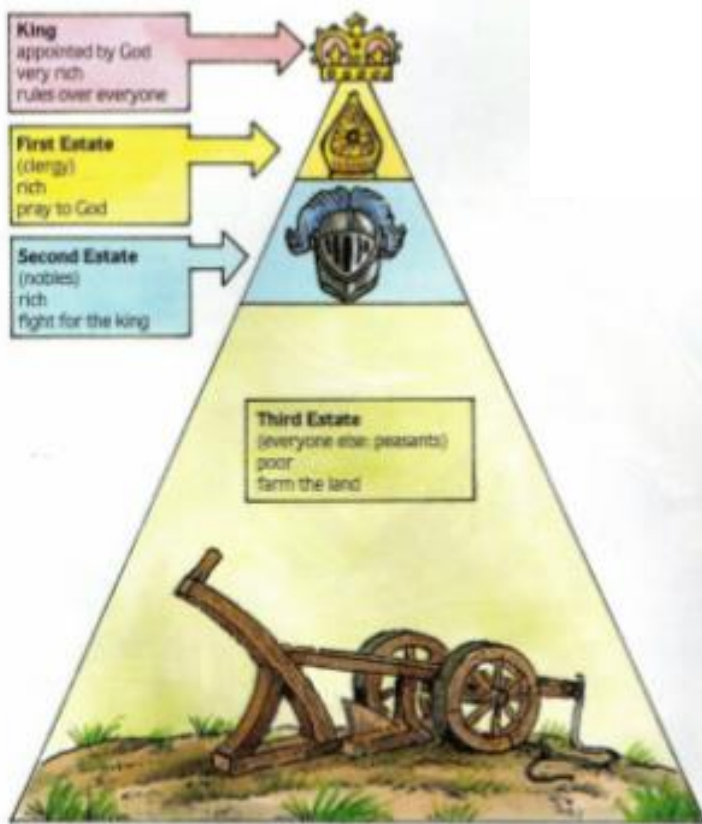 King
appointed by God
very rich
rules over everyone
First Estate
(clergy)
rich
pray to God
Second Estate
(nobles)
rich
fight for the king
Third Estate
(everyone else: peasants)
poor
farm the land